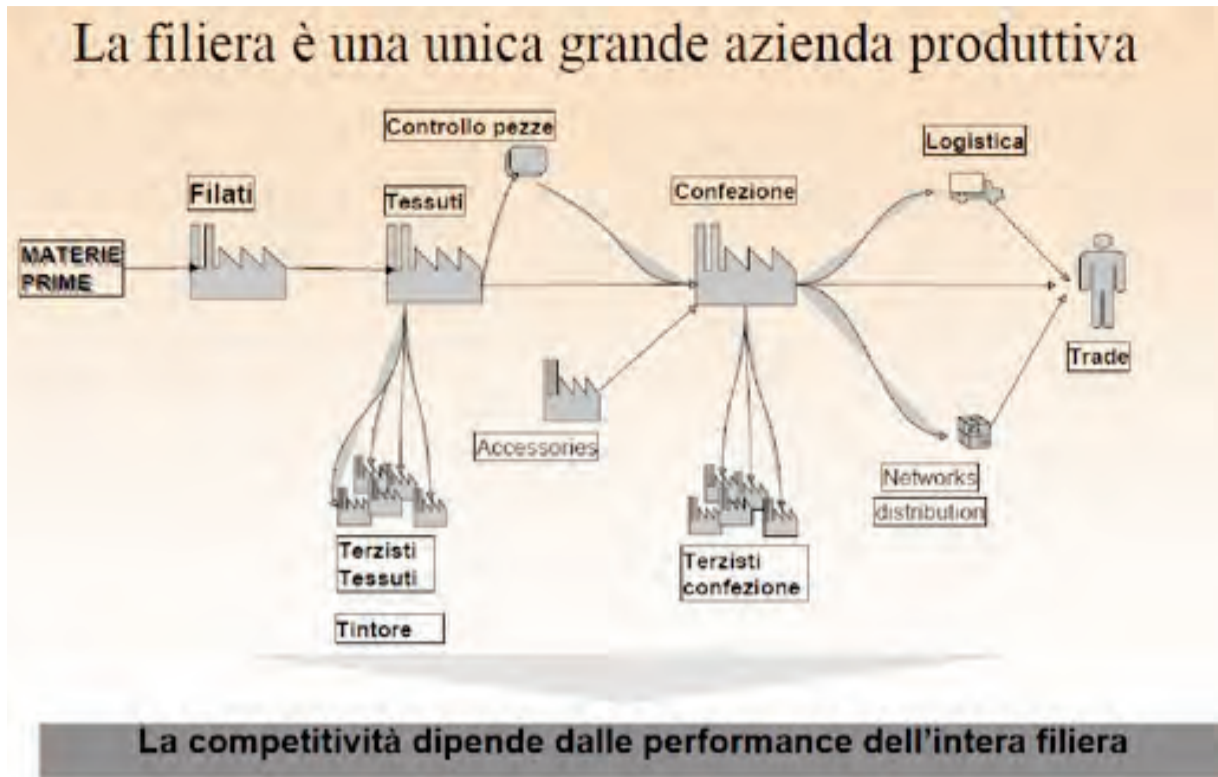 La filiera è una unica grande azienda produttiva
Controllo pezze
Logistica
Filati
Tessuti
Confezione
MATERIE
PRIME
Trade
Accessories
Networks
distribution
Terzisti
Tessuti
Terzisti
confezione
Tintore
La competitività dipende dalle performance dell'intera filiera